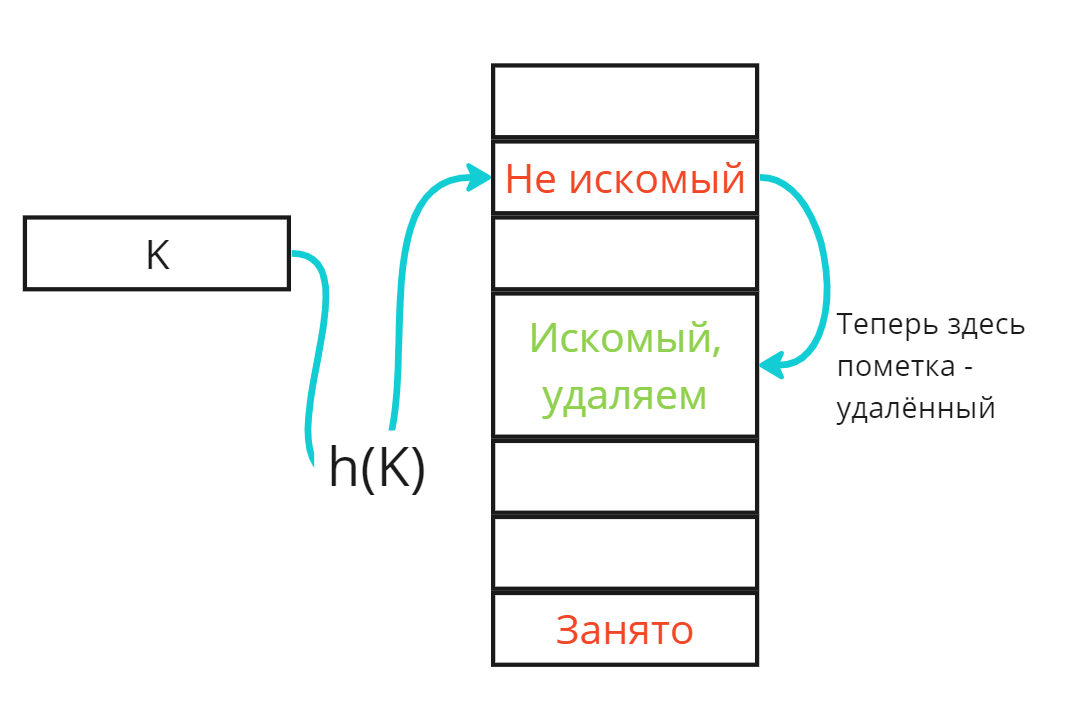 Не искомый
K
Искомый,
удаляем
Теперь здесь
пометка -
удалённый
h(K)
Занято